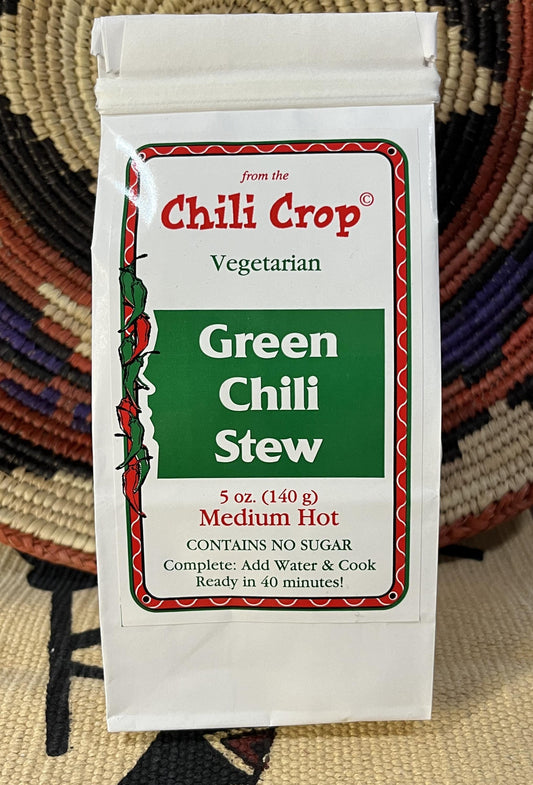 from the
Chili Crop©
Vegetarian
Green
Chili
Stew
5 oz. (140 g)
Medium Hot
CONTAINS NO SUGAR
Complete: Add Water & Cook
Ready in 40 minutes!